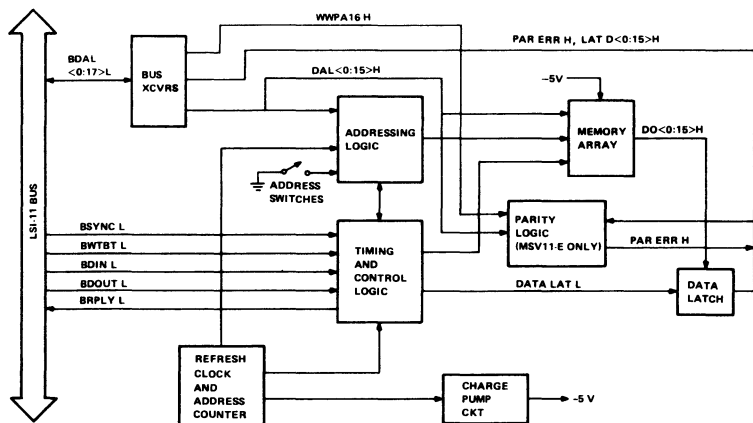 WWPA16 H
PAR ERR H, LAT D<0:15>H
BDAL
<0:17>L
BUS
XCVRS
DAL<0:15>H
-5V
ADDRESSING
LOGIC
MEMORY
ARRAY
DO<0:15>H
ADDRESS
SWITCHES
LSI-11 BUS
BSYNC L
BWTBT L
BDIN L
BDOUT L
BRPLY L
TIMING
AND
CONTROL
LOGIC
PARITY
LOGIC
(MSV11-E ONLY)
PAR ERR H
DATA LAT L
DATA
LATCH
REFRESH
CLOCK
AND
ADDRESS
COUNTER
CHARGE
PUMP
CKT
-5 V